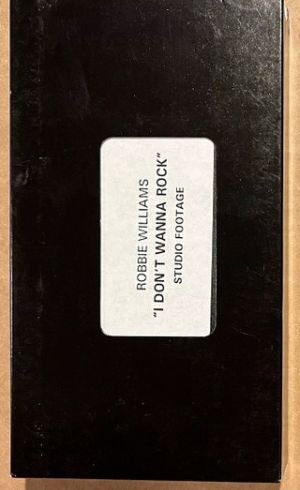 ROBBIE WILLIAMS
"I DON'T WANNA ROCK"
STUDIO FOOTAGE